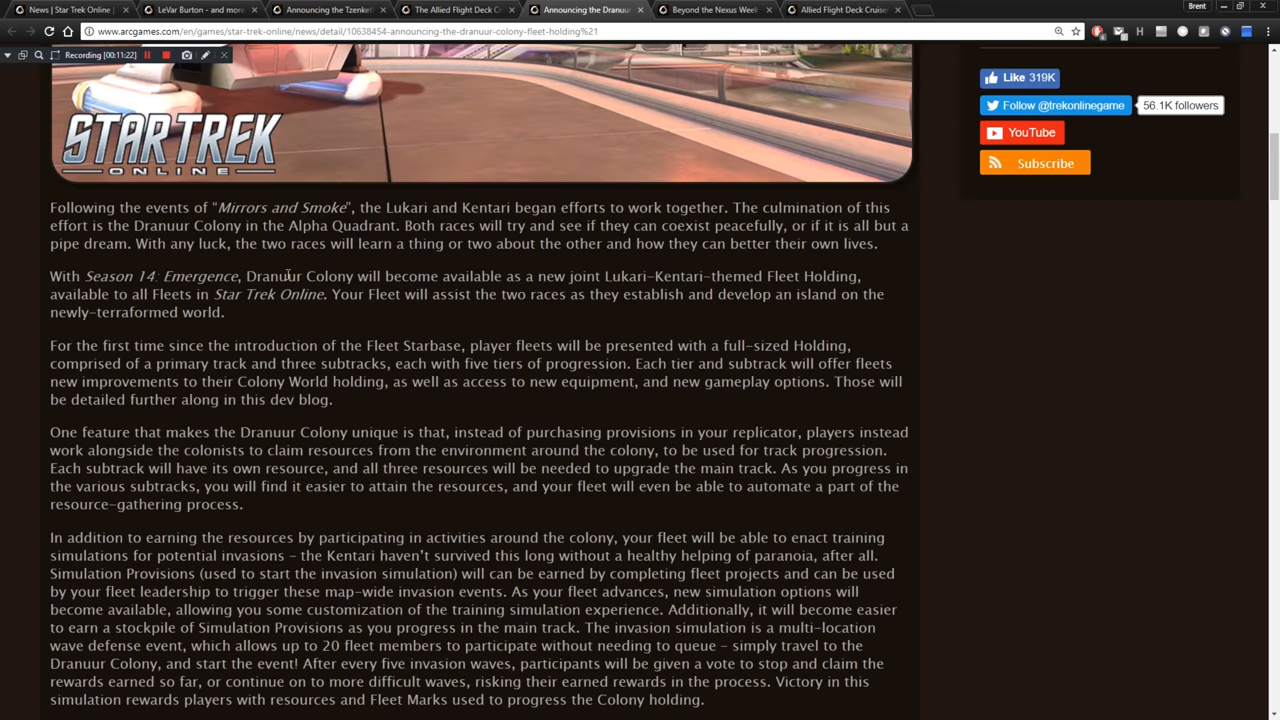 News | Star Trek Online
LeVar Burton - and more
Announcing the Tzenketh
The Allied Flight Deck C
Announcing the Dranuur
Beyond the Nexus Week
Allied Flight Deck Cruise
Brent
www.arcgames.com/en/games/star-trek-online/news/detail/10638454-announcing-the-dranuur-colony-fleet-holding%21
Recording [00:11:22]
STAR TREK
ONLINE
Like 319K
Follow @trekonlinegame
56.1K followers
YouTube
Subscribe
Following the events of “Mirrors and Smoke”, the Lukari and Kentari began efforts to work together. The culmination of this
effort is the Dranuur Colony in the Alpha Quadrant. Both races will try and see if they can coexist peacefully, or if it is all but a
pipe dream. With any luck, the two races will learn a thing or two about the other and how they can better their own lives.
With Season 14: Emergence, Dranuur Colony will become available as a new joint Lukari-Kentari-themed Fleet Holding,
available to all Fleets in Star Trek Online. Your Fleet will assist the two races as they establish and develop an island on the
newly-terraformed world.
For the first time since the introduction of the Fleet Starbase, player fleets will be presented with a full-sized Holding,
comprised of a primary track and three subtracks, each with five tiers of progression. Each tier and subtrack will offer fleets
new improvements to their Colony World holding, as well as access to new equipment, and new gameplay options. Those will
be detailed further along in this dev blog.
One feature that makes the Dranuur Colony unique is that, instead of purchasing provisions in your replicator, players instead
work alongside the colonists to claim resources from the environment around the colony, to be used for track progression.
Each subtrack will have its own resource, and all three resources will be needed to upgrade the main track. As you progress in
the various subtracks, you will find it easier to attain the resources, and your fleet will even be able to automate a part of the
resource-gathering process.
In addition to earning the resources by participating in activities around the colony, your fleet will be able to enact training
simulations for potential invasions – the Kentari haven’t survived this long without a healthy helping of paranoia, after all.
Simulation Provisions (used to start the invasion simulation) will can be earned by completing fleet projects and can be used
by your fleet leadership to trigger these map-wide invasion events. As your fleet advances, new simulation options will
become available, allowing you some customization of the training simulation experience. Additionally, it will become easier
to earn a stockpile of Simulation Provisions as you progress in the main track. The invasion simulation is a multi-location
wave defense event, which allows up to 20 fleet members to participate without needing to queue – simply travel to the
Dranuur Colony, and start the event! After every five invasion waves, participants will be given a vote to stop and claim the
rewards earned so far, or continue on to more difficult waves, risking their earned rewards in the process. Victory in this
simulation rewards players with resources and Fleet Marks used to progress the Colony holding.